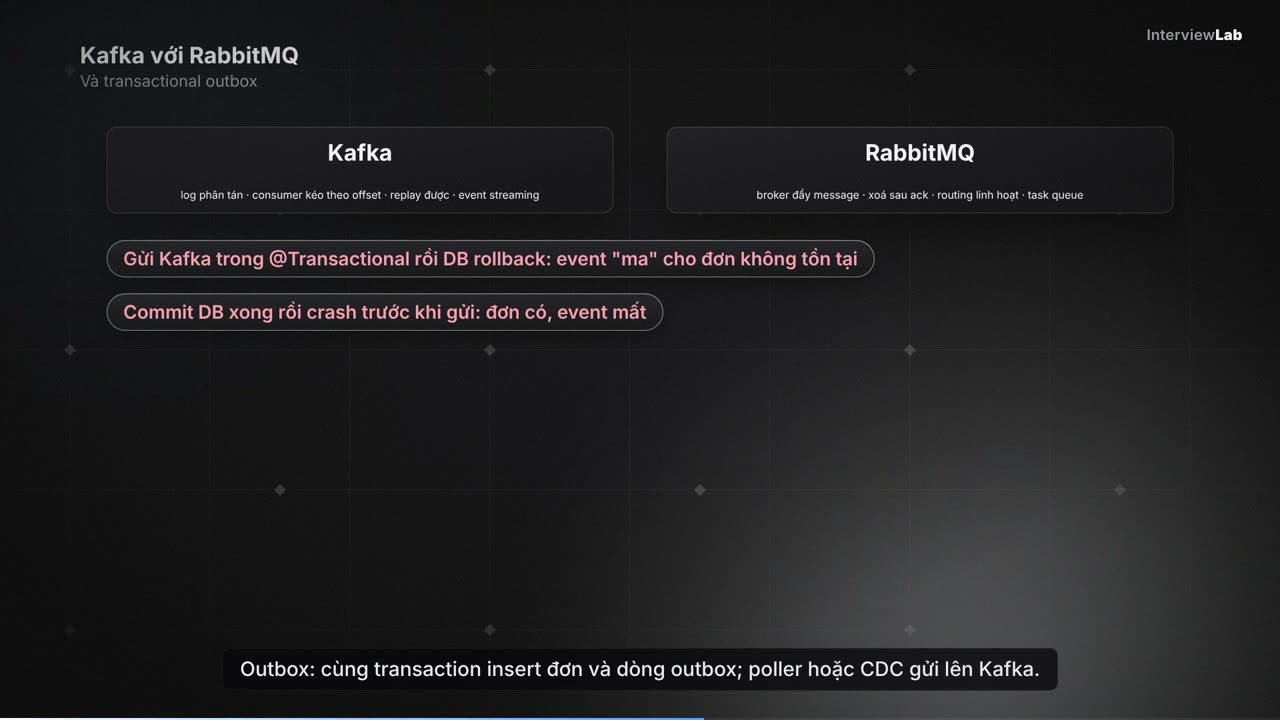 InterviewLab
Kafka với RabbitMQ
Và transactional outbox
Kafka
log phân tán · consumer kéo theo offset · replay được · event streaming
RabbitMQ
broker đẩy message · xoá sau ack · routing linh hoạt · task queue
Gửi Kafka trong @Transactional rồi DB rollback: event "ma" cho đơn không tồn tại
Commit DB xong rồi crash trước khi gửi: đơn có, event mất
Outbox: cùng transaction insert đơn và dòng outbox; poller hoặc CDC gửi lên Kafka.